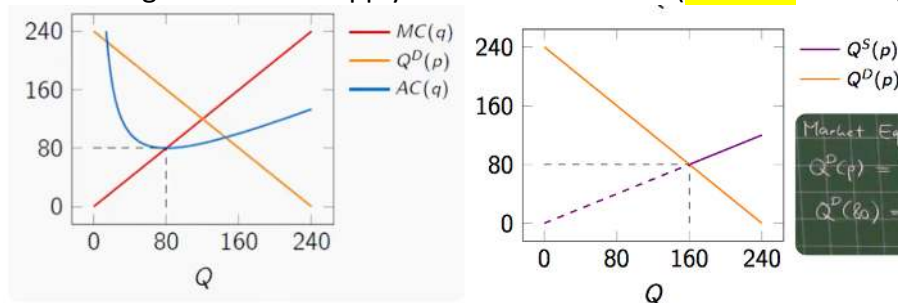 supply
240
160
80
0
0 80 160 240
Q
MC(q)
Q^D(p)
AC(q)
240
160
80
0
0 80 160 240
Q
Q^S(p)
Q^D(p)
Market Eq
Q^D(p) =
Q^D(80) =